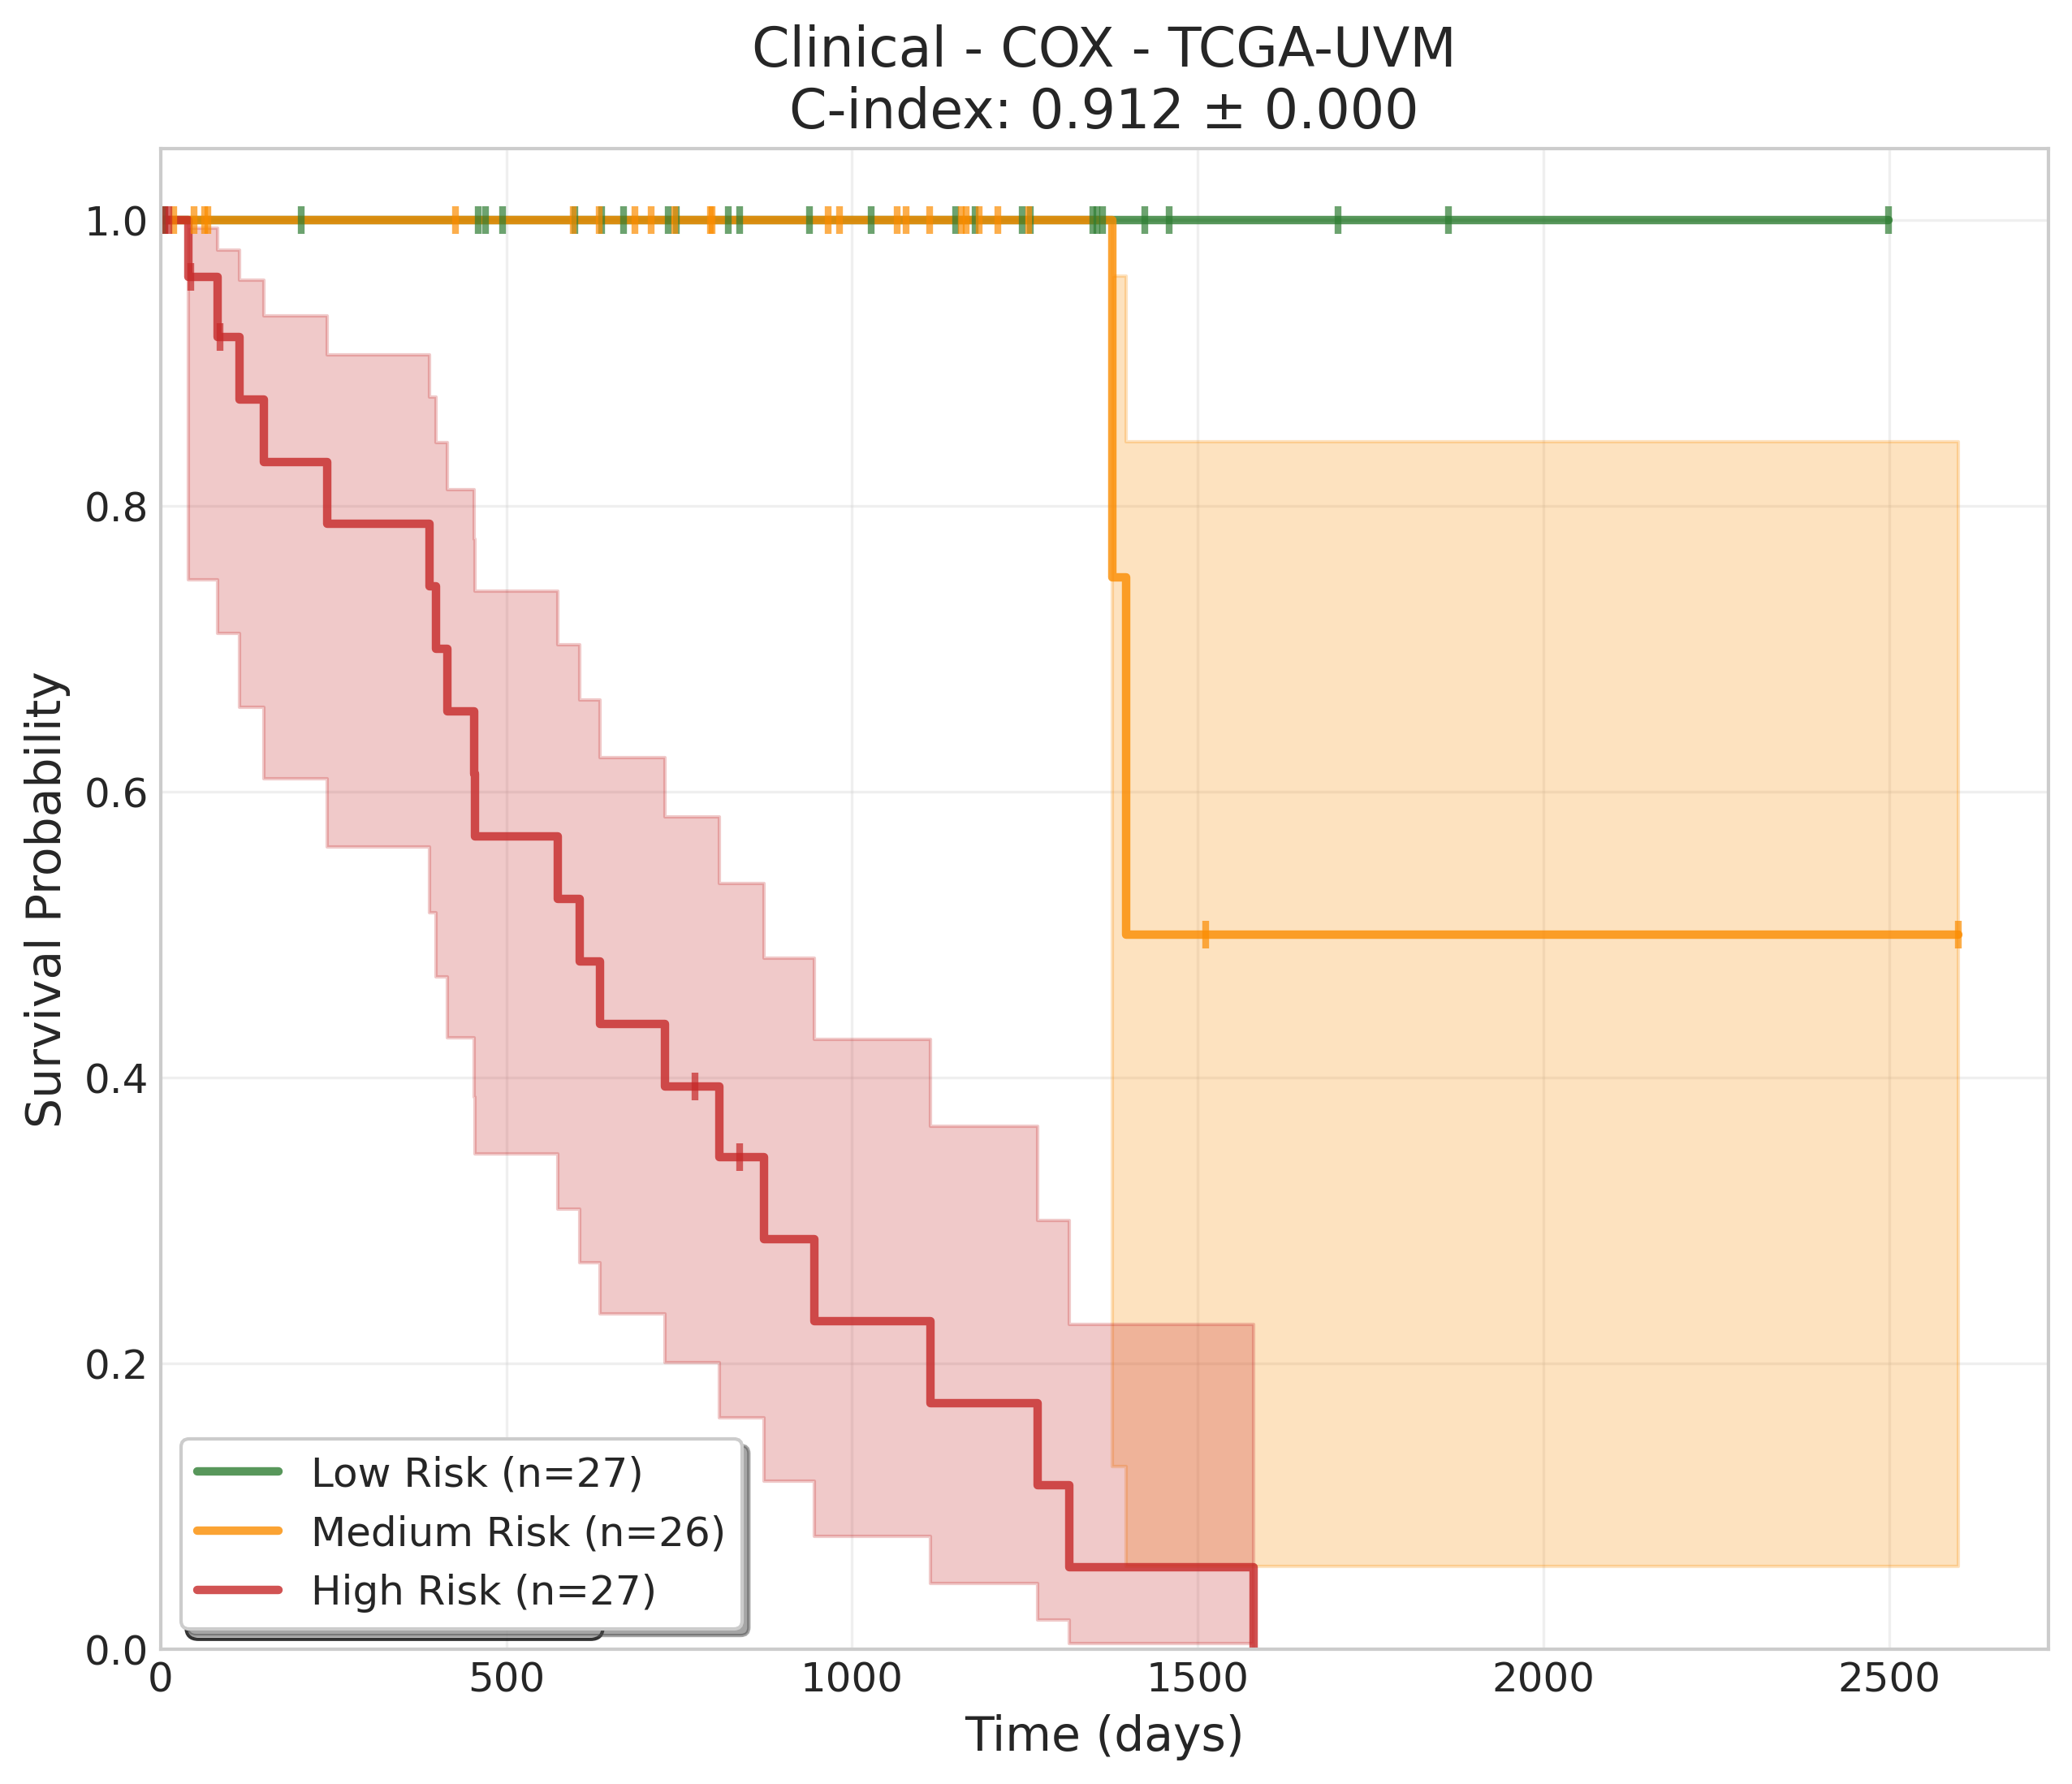 Clinical - COX - TCGA-UVM
C-index: 0.912 ± 0.000
Survival Probability
1.0
0.8
0.6
0.4
0.2
0.0
Low Risk (n=27)
Medium Risk (n=26)
High Risk (n=27)
0 500 1000 1500 2000 2500
Time (days)